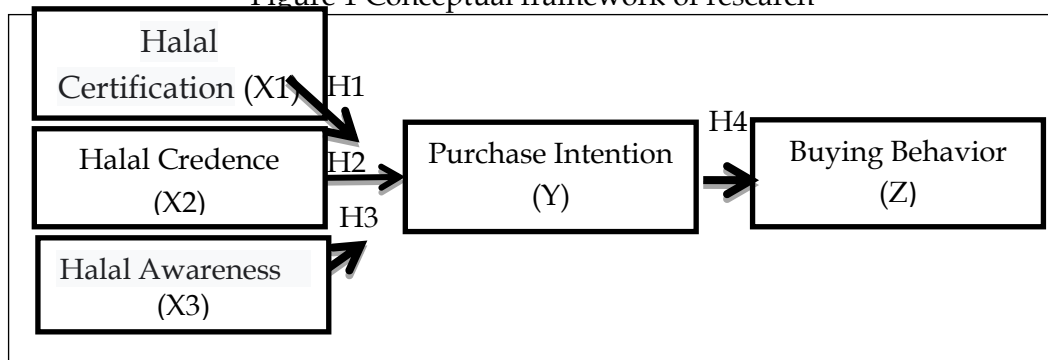 Figure 1 Conceptual framework of research
Halal
Certification (X1)
H1
Halal Credence
(X2)
H2
Halal Awareness
(X3)
H3
Purchase Intention
(Y)
H4
Buying Behavior
(Z)